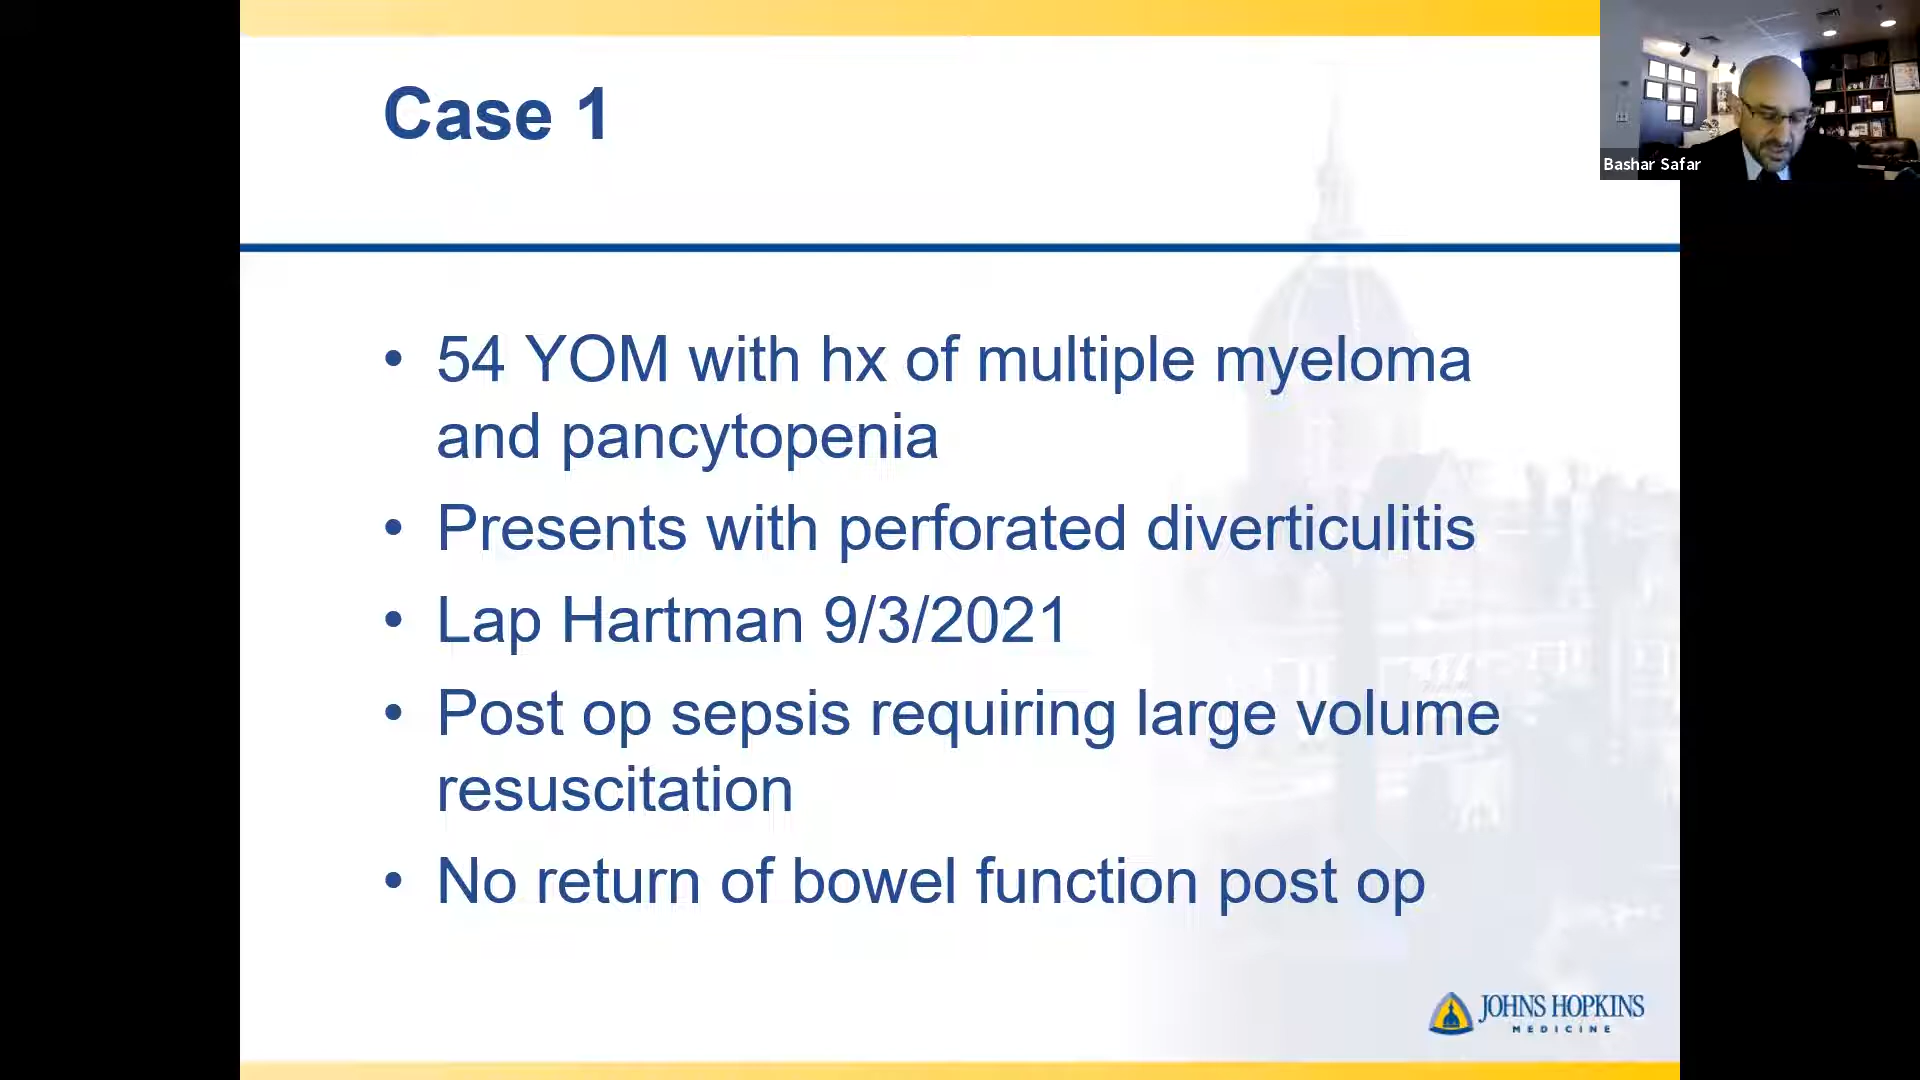 Case 1
Bashar Safar
• 54 YOM with hx of multiple myeloma
and pancytopenia
• Presents with perforated diverticulitis
• Lap Hartman 9/3/2021
• Post op sepsis requiring large volume
resuscitation
• No return of bowel function post op
JOHNS HOPKINS
MEDICINE